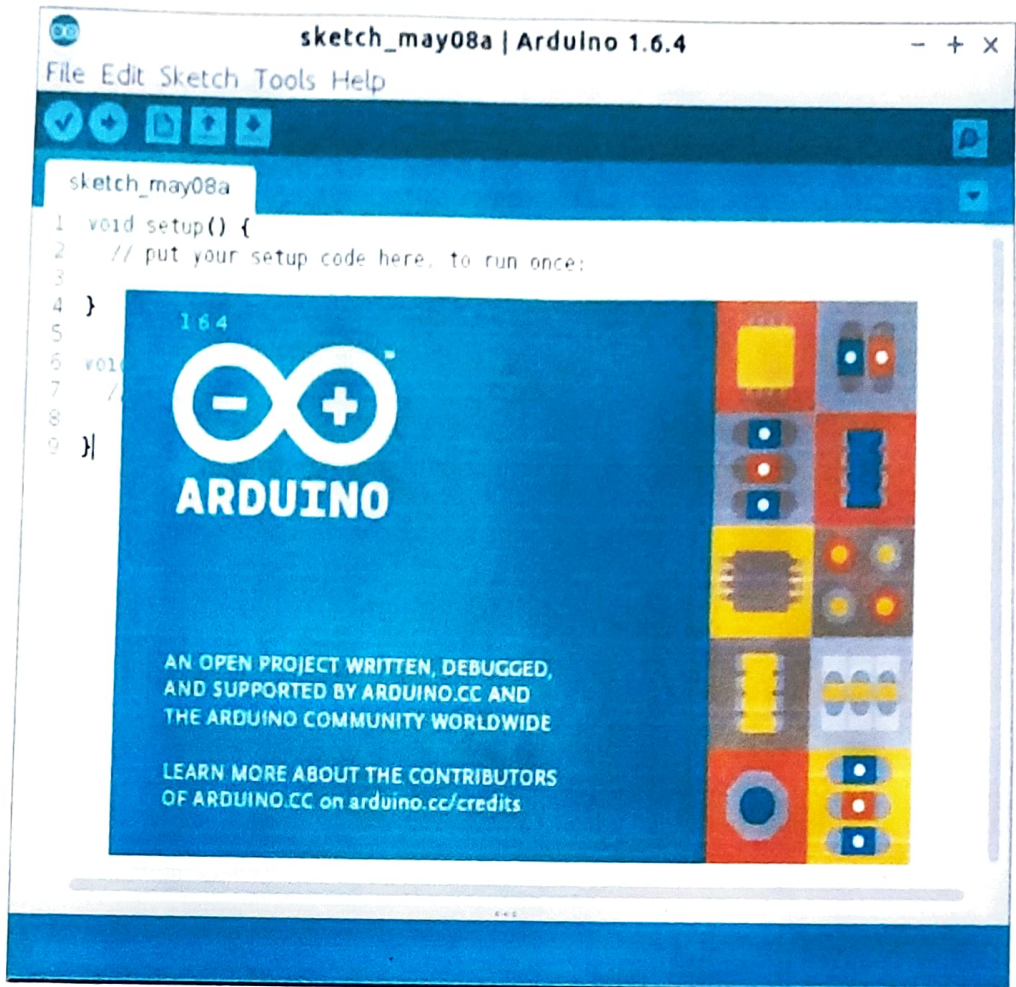 sketch_may08a | Arduino 1.6.4
File Edit Sketch Tools Help
sketch_may08a
1 void setup() {
2 // put your setup code here, to run once:
3
4 }
5
6 void
7 //
8
9 }
1 6 4
ARDUINO
AN OPEN PROJECT WRITTEN, DEBUGGED,
AND SUPPORTED BY ARDUINO.CC AND
THE ARDUINO COMMUNITY WORLDWIDE
LEARN MORE ABOUT THE CONTRIBUTORS
OF ARDUINO.CC on arduino.cc/credits